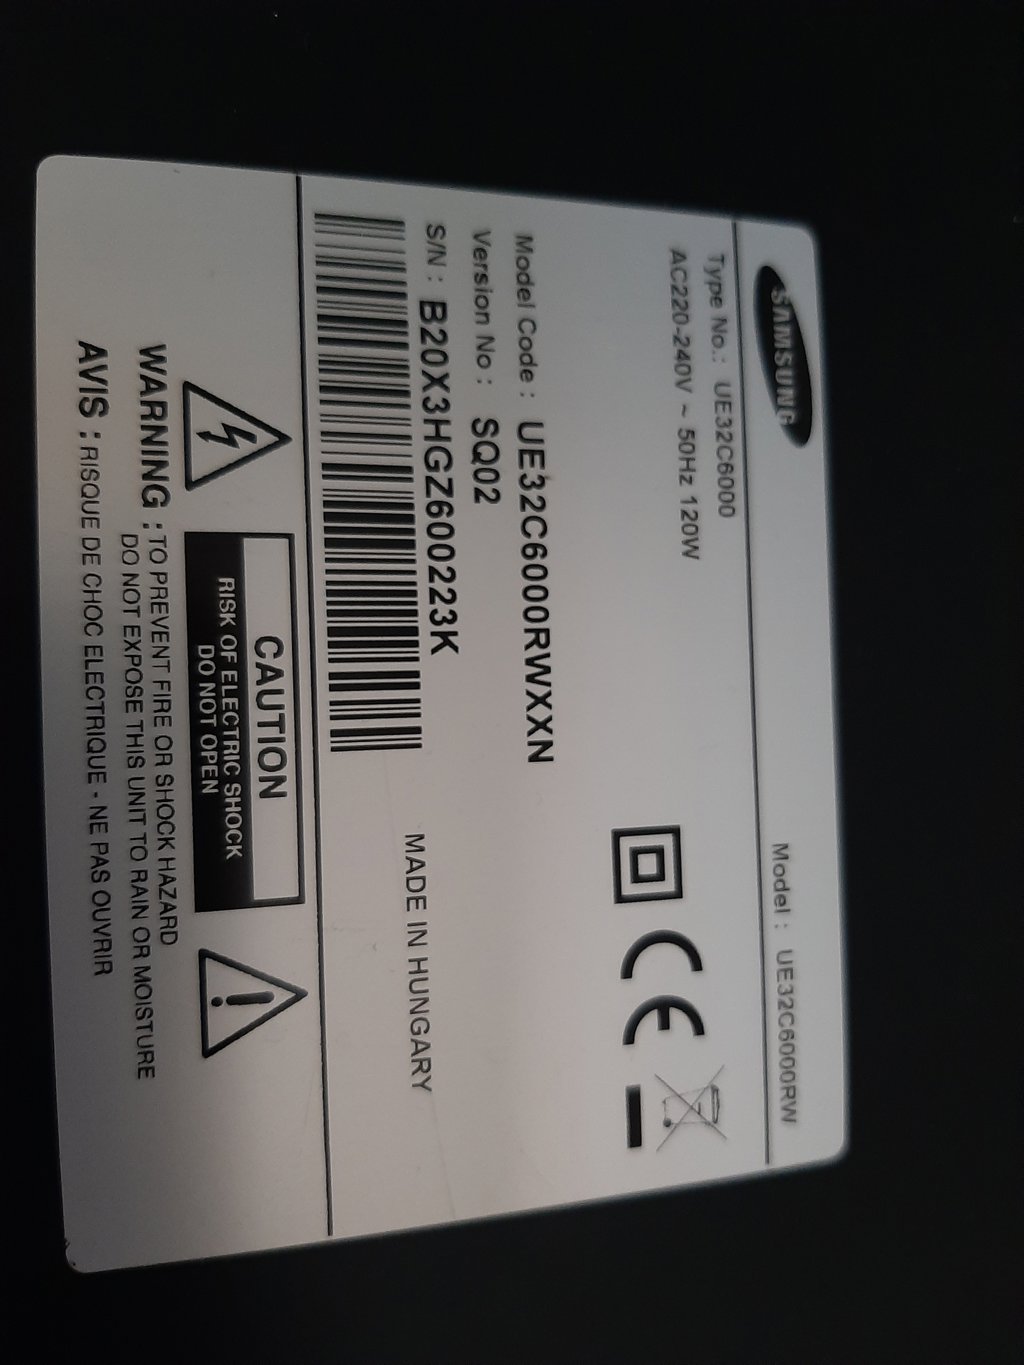 SAMSUNG
Model : UE32C6000RW
Type No.: UE32C6000
AC220-240V ~ 50Hz 120W
Model Code : UE32C6000RWXXN
Version No : SQ02
S/N : B20X3HGZ600223K
MADE IN HUNGARY
CAUTION
RISK OF ELECTRIC SHOCK
DO NOT OPEN
WARNING : TO PREVENT FIRE OR SHOCK HAZARD
DO NOT EXPOSE THIS UNIT TO RAIN OR MOISTURE
AVIS : RISQUE DE CHOC ELECTRIQUE - NE PAS OUVRIR